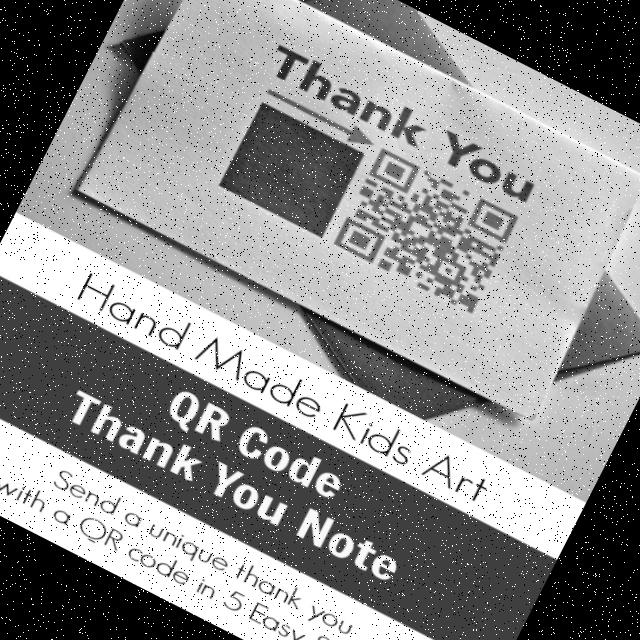 Thank You
Hand Made Kids Art
QR Code
Thank You Note
Send a unique thank you
with a QR code in 5 Easy